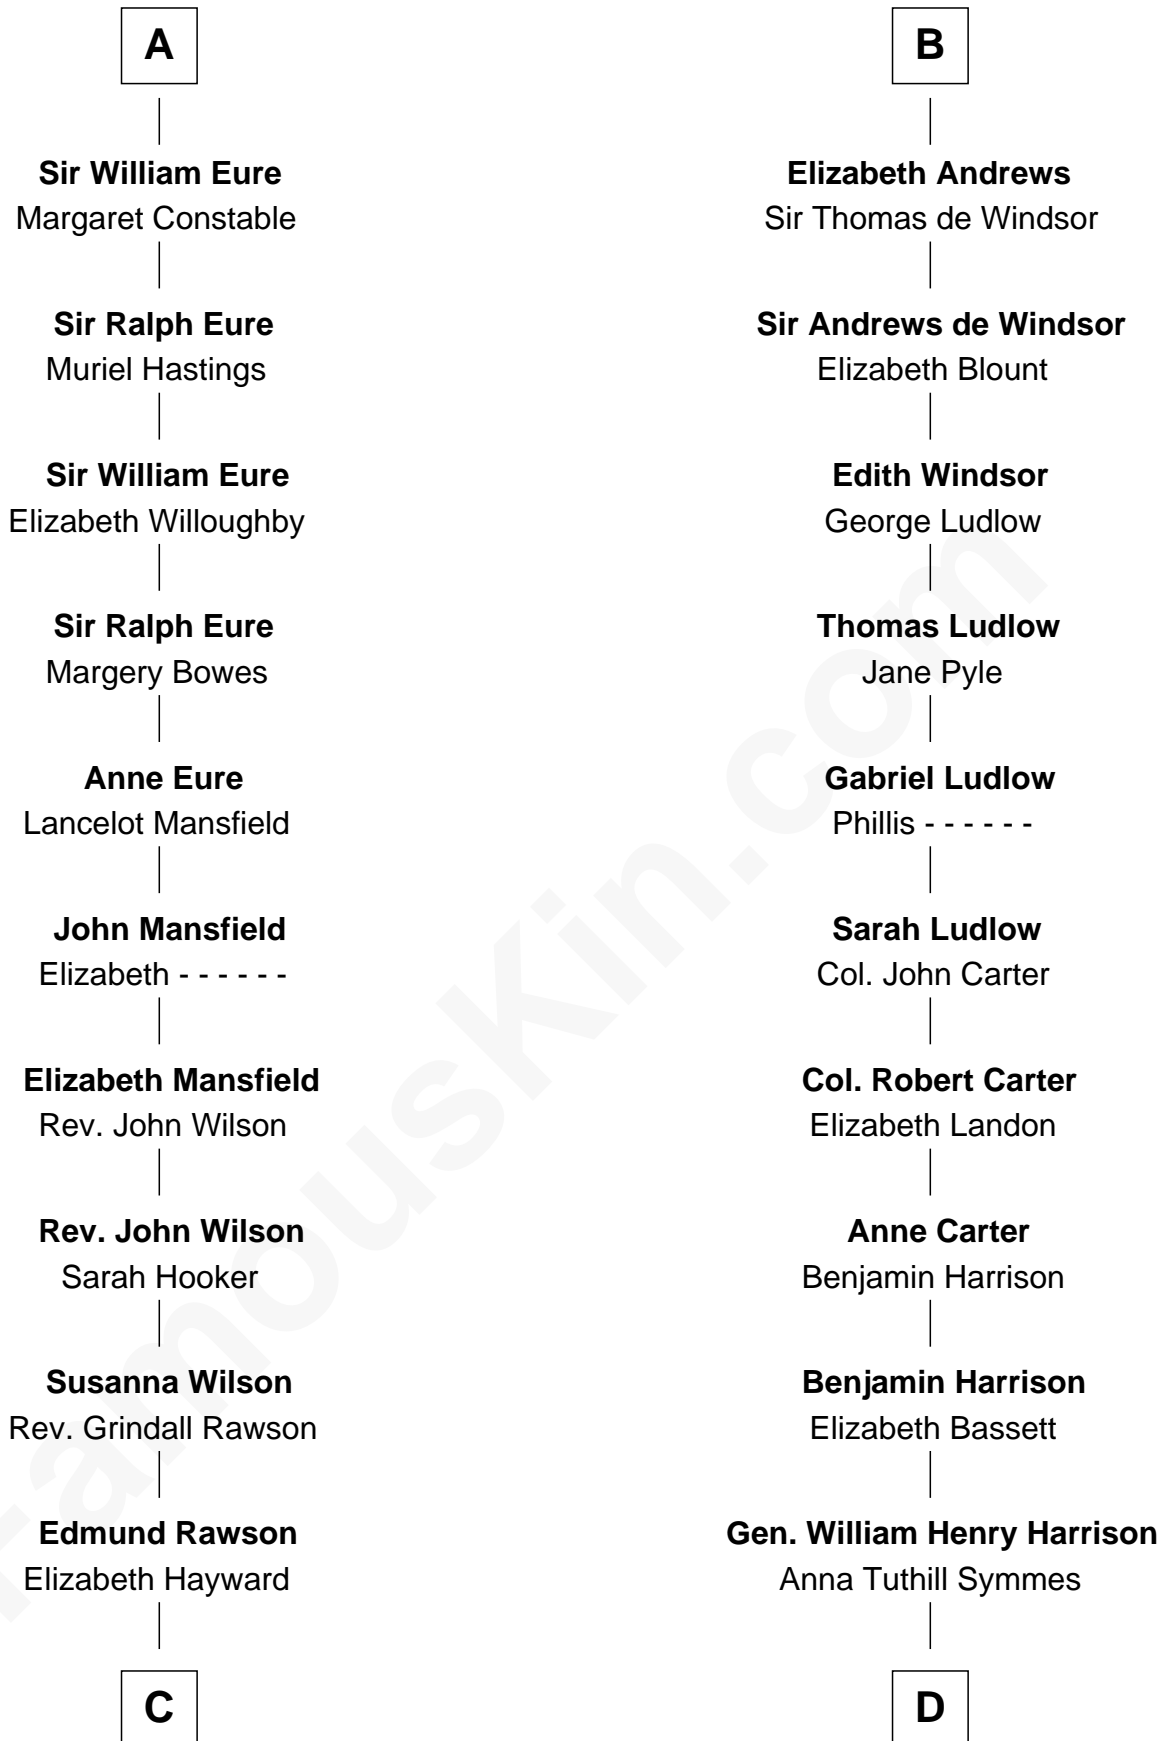 A
Sir William Eure
Margaret Constable
Sir Ralph Eure
Muriel Hastings
Sir William Eure
Elizabeth Willoughby
Sir Ralph Eure
Margery Bowes
Anne Eure
Lancelot Mansfield
John Mansfield
Elizabeth - - - - - -
Elizabeth Mansfield
Rev. John Wilson
Rev. John Wilson
Sarah Hooker
Susanna Wilson
Rev. Grindall Rawson
Edmund Rawson
Elizabeth Hayward
C
B
Elizabeth Andrews
Sir Thomas de Windsor
Sir Andrews de Windsor
Elizabeth Blount
Edith Windsor
George Ludlow
Thomas Ludlow
Jane Pyle
Gabriel Ludlow
Phillis - - - - - -
Sarah Ludlow
Col. John Carter
Col. Robert Carter
Elizabeth Landon
Anne Carter
Benjamin Harrison
Benjamin Harrison
Elizabeth Bassett
Gen. William Henry Harrison
Anna Tuthill Symmes
D
FamousKin.com